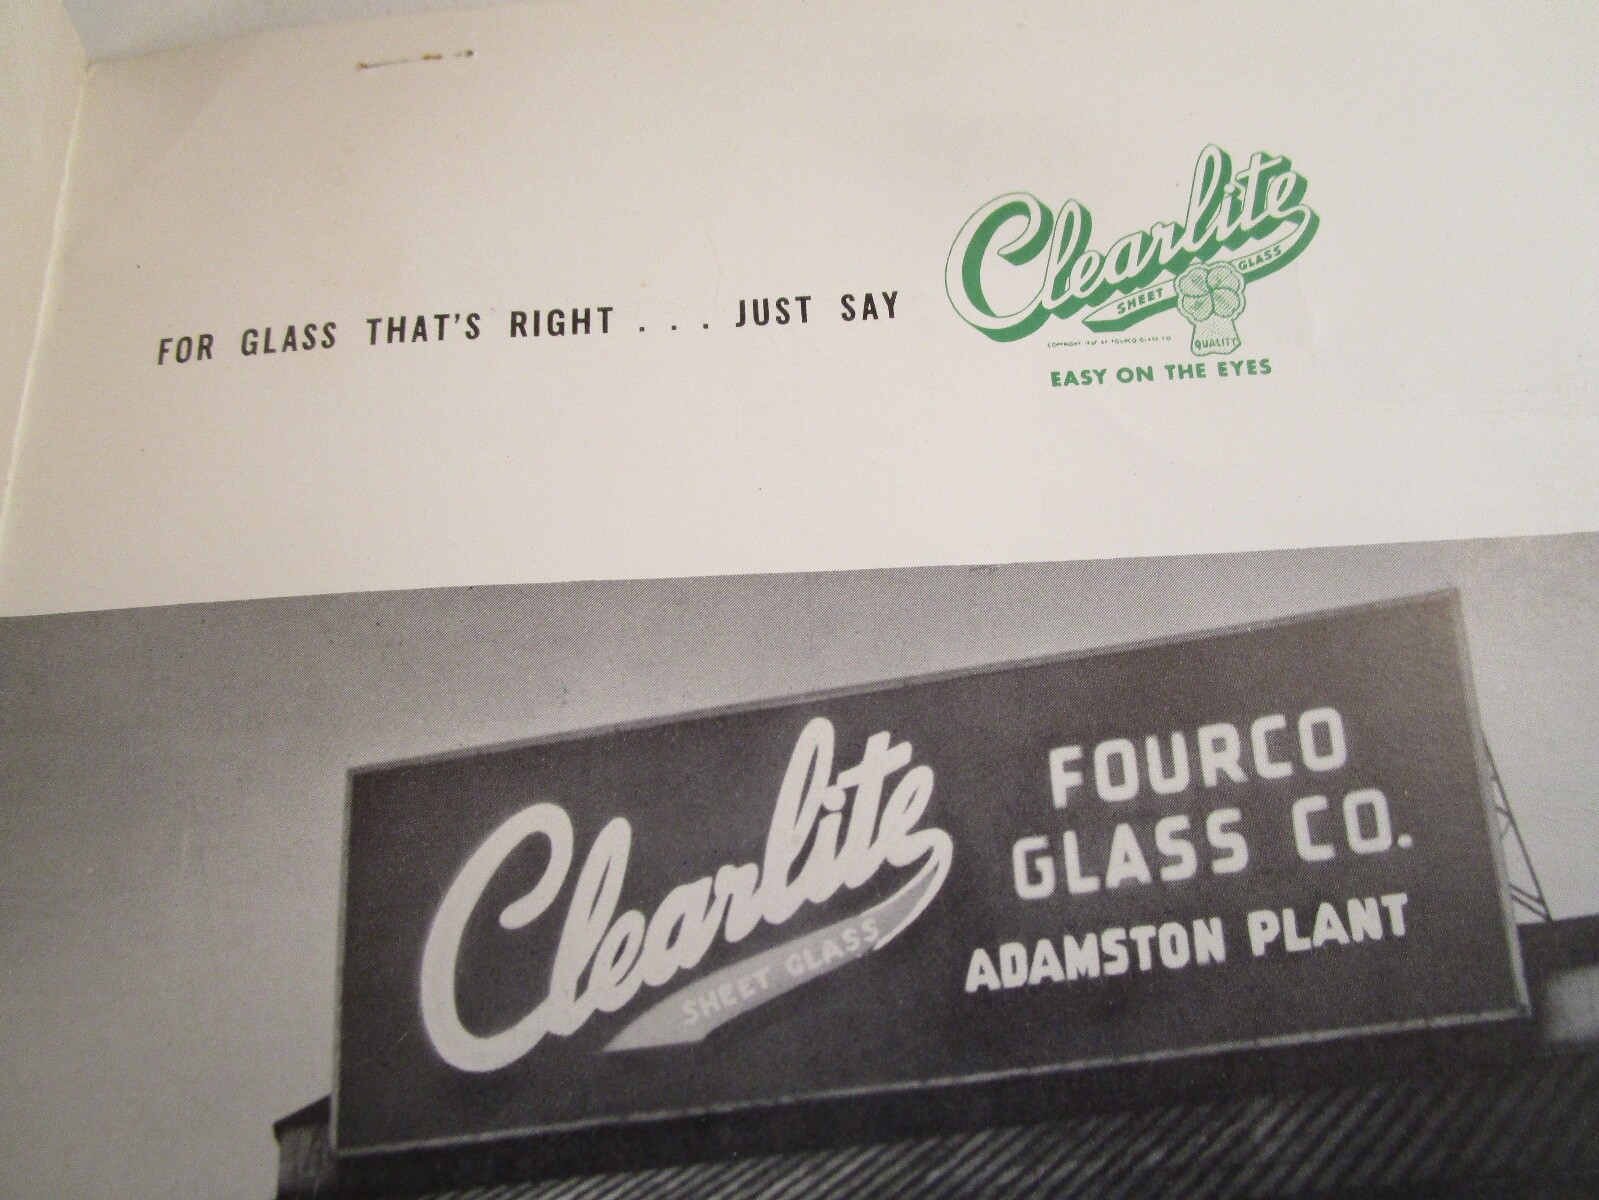 FOR GLASS THAT'S RIGHT . . . JUST SAY
Clearlite
SHEET GLASS
QUALITY
EASY ON THE EYES
Clearlite
SHEET GLASS
FOURCO
GLASS CO.
ADAMSTON PLANT